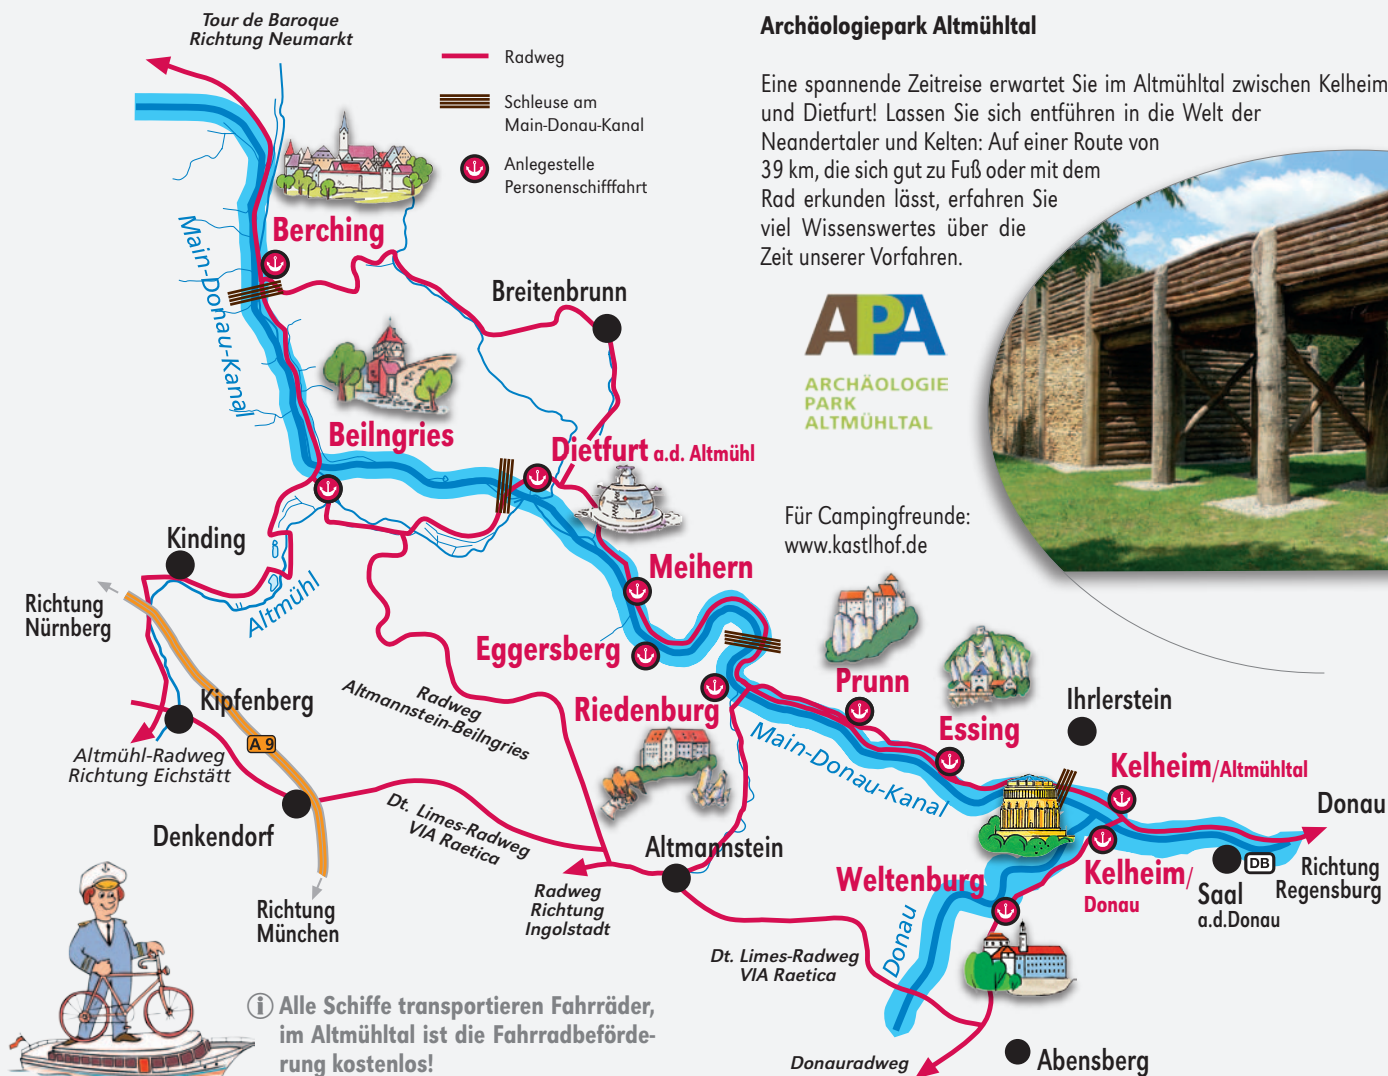 Tour de Baroque
Richtung Neumarkt
Radweg
Schleuse am
Main-Donau-Kanal
Anlegestelle
Personenschifffahrt
Archäologiepark Altmühltal
Eine spannende Zeitreise erwartet Sie im Altmühltal zwischen Kelheim
und Dietfurt! Lassen Sie sich entführen in die Welt der
Neandertaler und Kelten: Auf einer Route von
39 km, die sich gut zu Fuß oder mit dem
Rad erkunden lässt, erfahren Sie
viel Wissenswertes über die
Zeit unserer Vorfahren.
APA
ARCHÄOLOGIE
PARK
ALTMÜHLTAL
Für Campingfreunde:
www.kastlhof.de
Berching
Main-Donau-Kanal
Breitenbrunn
Beilngries
Dietfurt a.d. Altmühl
Kinding
Altmühl
Richtung
Nürnberg
Meihern
Eggersberg
Kipfenberg
A 9
Altmühl-Radweg
Richtung Eichstätt
Radweg
Altmannstein-Beilngries
Riedenburg
Prunn
Essing
Ihrlerstein
Main-Donau-Kanal
Kelheim/Altmühltal
Donau
Denkendorf
Dt. Limes-Radweg
VIA Raetica
Altmannstein
Weltenburg
Kelheim/
Donau
Saal
a.d.Donau
DB
Richtung
Regensburg
Richtung
München
Radweg
Richtung
Ingolstadt
Dt. Limes-Radweg
VIA Raetica
Donau
i Alle Schiffe transportieren Fahrräder,
im Altmühltal ist die Fahrradbeförde-
rung kostenlos!
Donauradweg
Abensberg